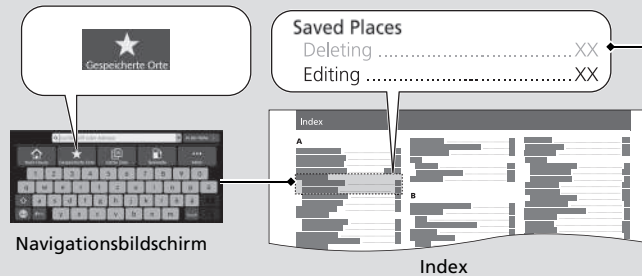 Gespeicherte Orte
Saved Places
Deleting ........................ XX
Editing ........................ XX
Index
A
B
Navigationsbildschirm
Index